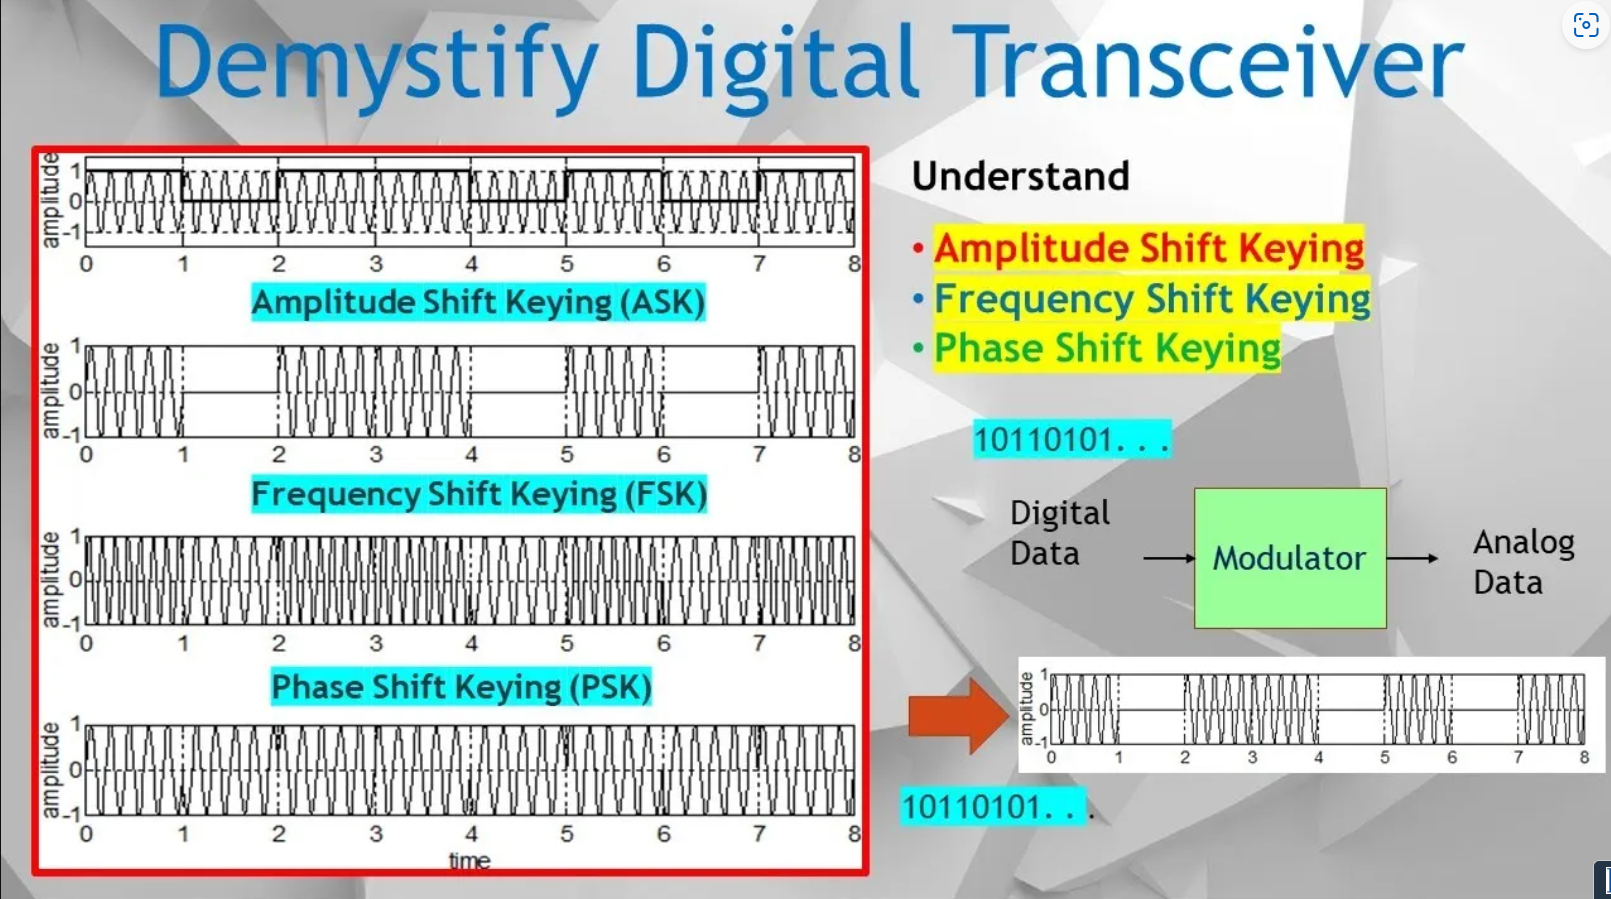 Demystify Digital Transceiver
amplitude
1
0
-1
0 1 2 3 4 5 6 7 8
Amplitude Shift Keying (ASK)
amplitude
1
0
-1
0 1 2 3 4 5 6 7 8
Frequency Shift Keying (FSK)
amplitude
1
0
-1
0 1 2 3 4 5 6 7 8
Phase Shift Keying (PSK)
amplitude
1
0
-1
0 1 2 3 4 5 6 7 8
time
Understand
• Amplitude Shift Keying
• Frequency Shift Keying
• Phase Shift Keying
10110101. . .
Digital
Data
Modulator
Analog
Data
amplitude
1
0
-1
0 1 2 3 4 5 6 7 8
10110101. . .